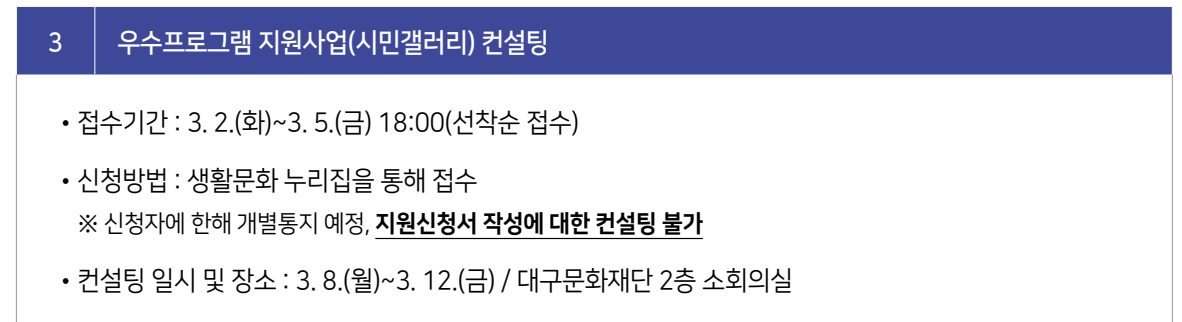 3 우수프로그램 지원사업(시민갤러리) 컨설팅
• 접수기간 : 3. 2.(화)~3. 5.(금) 18:00(선착순 접수)
• 신청방법 : 생활문화 누리집을 통해 접수
※ 신청자에 한해 개별통지 예정, 지원신청서 작성에 대한 컨설팅 불가
• 컨설팅 일시 및 장소 : 3. 8.(월)~3. 12.(금) / 대구문화재단 2층 소회의실